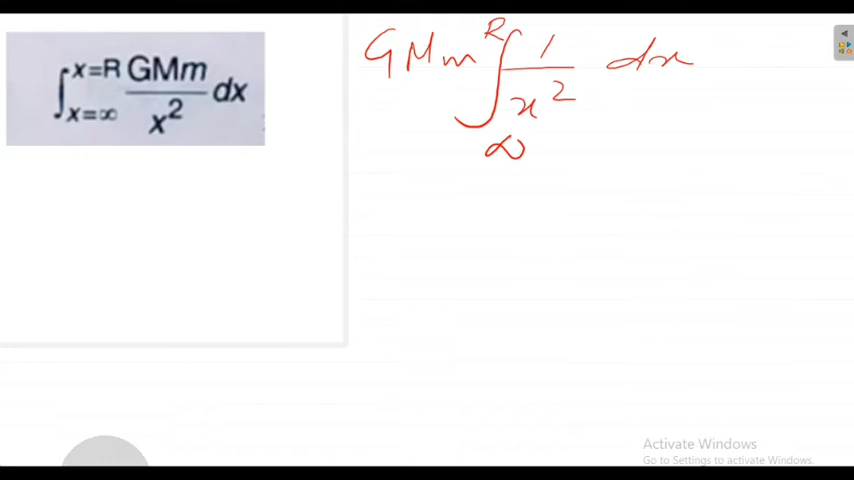 ∫ x=R x=∞ GMm/x² dx
GMm ∫ R ∞ 1/x² dx
Activate Windows
Go to Settings to activate Windows.